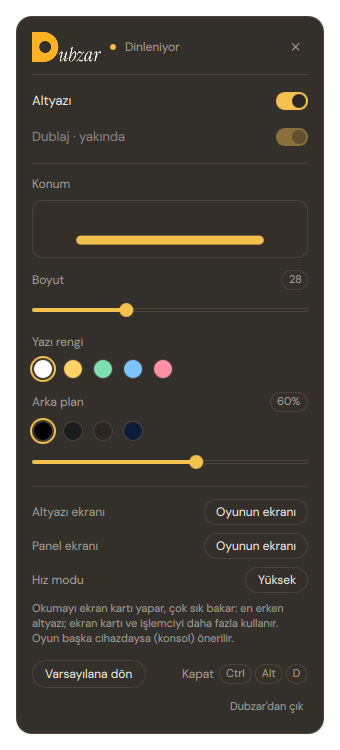 Dubzar
Dinleniyor
Altyazı
Dublaj · yakında
Konum
Boyut
28
Yazı rengi
Arka plan
60%
Altyazı ekranı
Oyunun ekranı
Panel ekranı
Oyunun ekranı
Hız modu
Yüksek
Okumayı ekran kartı yapar, çok sık bakar: en erken
altyazı; ekran kartı ve işlemciyi daha fazla kullanır.
Oyun başka cihazdaysa (konsol) önerilir.
Varsayılana dön
Kapat Ctrl Alt D
Dubzar'dan çık